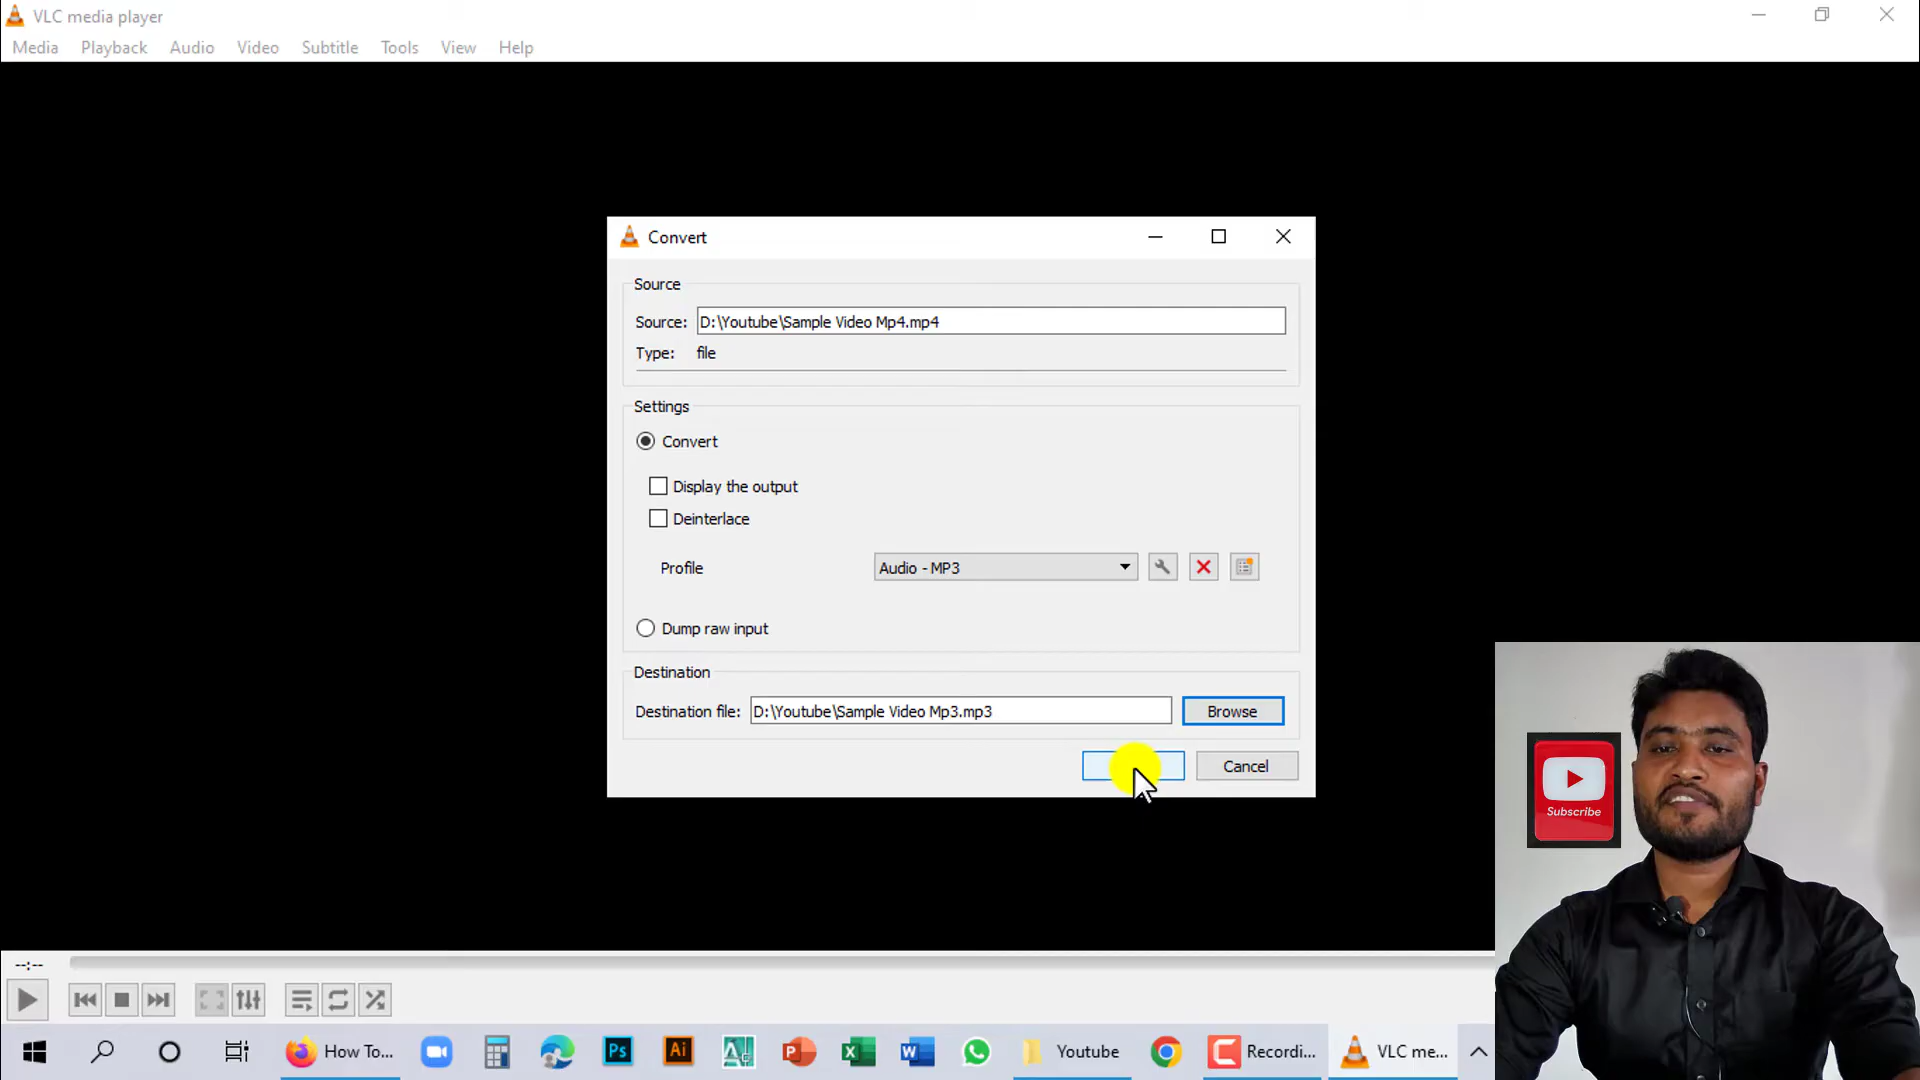 VLC media player
Media Playback Audio Video Subtitle Tools View Help
Convert
Source
Source: D:\Youtube\Sample Video Mp4.mp4
Type: file
Settings
Convert
Display the output
Deinterlace
Profile Audio - MP3
Dump raw input
Destination
Destination file: D:\Youtube\Sample Video Mp3.mp3 Browse
Cancel
Subscribe
--:--
How To... Ps Ai Youtube Recordi... VLC me...